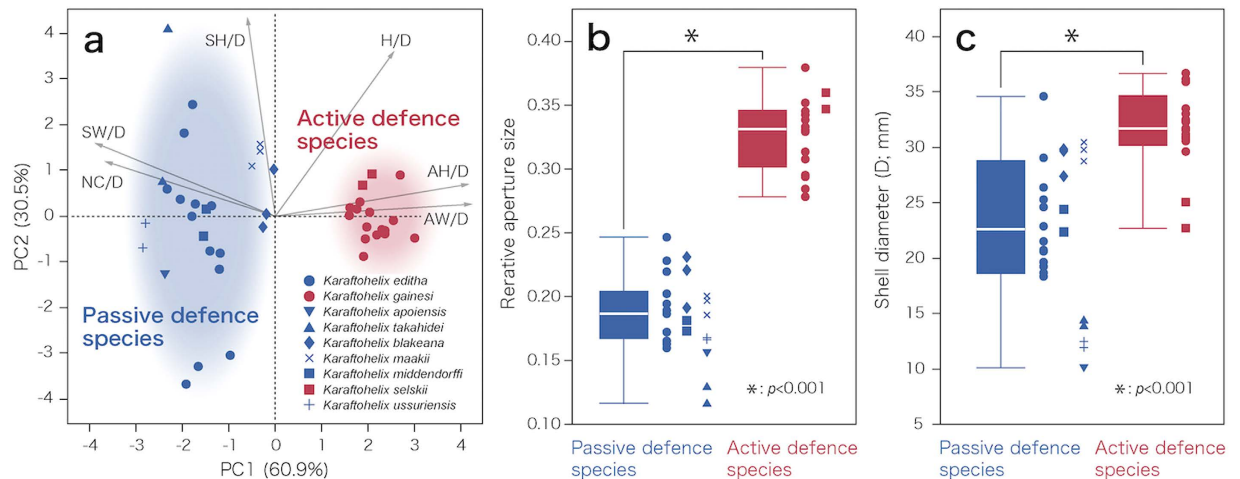 a
PC2 (30.5%)
4
3
2
1
0
-1
-2
-3
-4
SH/D
H/D
SW/D
NC/D
AH/D
AW/D
Active defence
species
Passive defence
species
Karaftohelix editha
Karaftohelix gainesi
Karaftohelix apoiensis
Karaftohelix takahidei
Karaftohelix blakeana
Karaftohelix maakii
Karaftohelix middendorffi
Karaftohelix selskii
Karaftohelix ussuriensis
-4 -3 -2 -1 0 1 2 3 4
PC1 (60.9%)
b
Rerative aperture size
0.40
0.35
0.30
0.25
0.20
0.15
0.10
*
*: p<0.001
Passive defence
species
Active defence
species
c
Shell diameter (D; mm)
40
35
30
25
20
15
10
5
*
*: p<0.001
Passive defence
species
Active defence
species